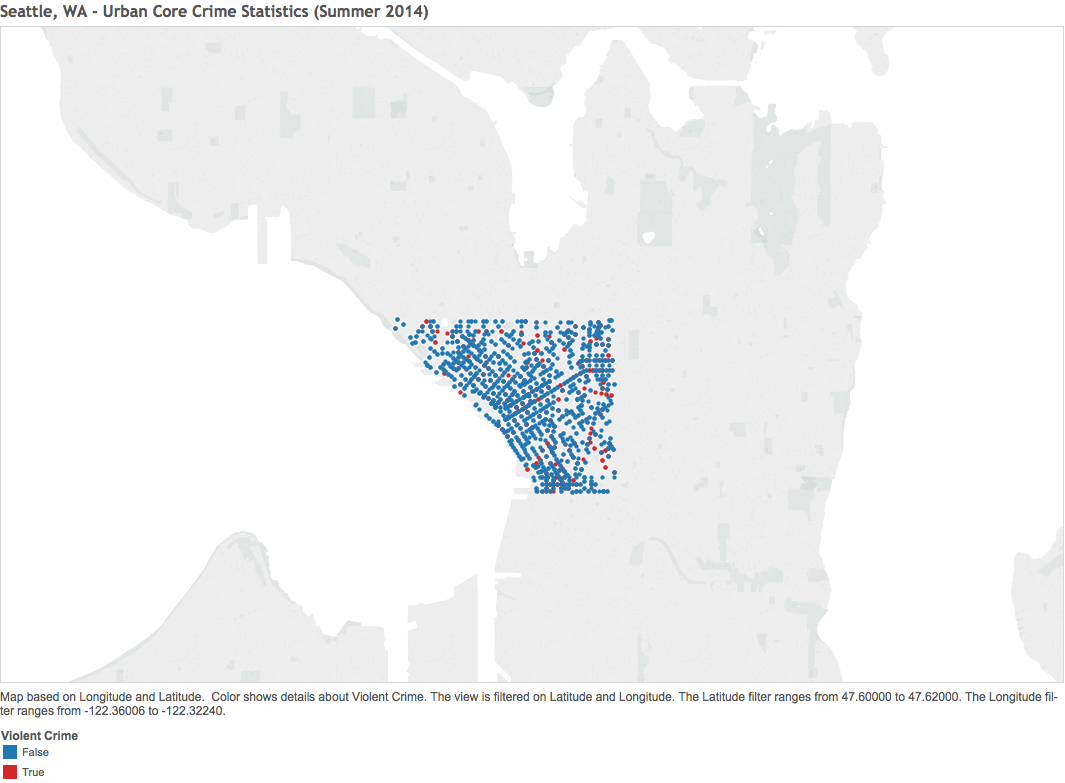 Seattle, WA - Urban Core Crime Statistics (Summer 2014)
Map based on Longitude and Latitude.  Color shows details about Violent Crime. The view is filtered on Latitude and Longitude. The Latitude filter ranges from 47.60000 to 47.62000. The Longitude fil-
ter ranges from -122.36006 to -122.32240.
Violent Crime
False
True